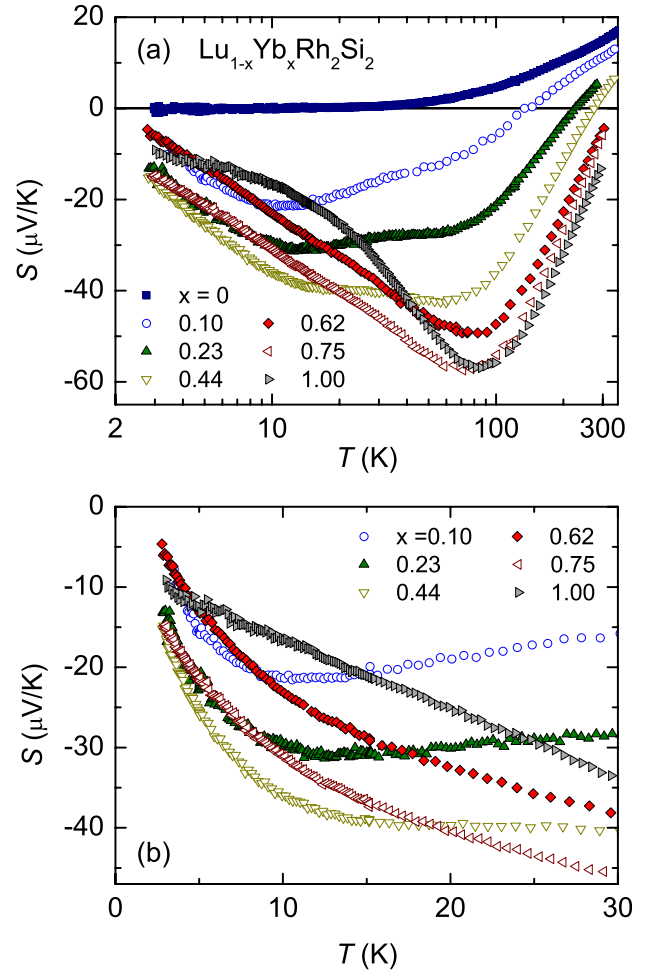 20
(a) Lu1-xYbxRh2Si2
0
-20
S (μV/K)
-40
x = 0
0.10 0.62
0.23 0.75
0.44 1.00
-60
2 10 100 300
T (K)
0
x =0.10 0.62
0.23 0.75
0.44 1.00
-10
-20
S (μV/K)
-30
-40
(b)
0 10 20 30
T (K)